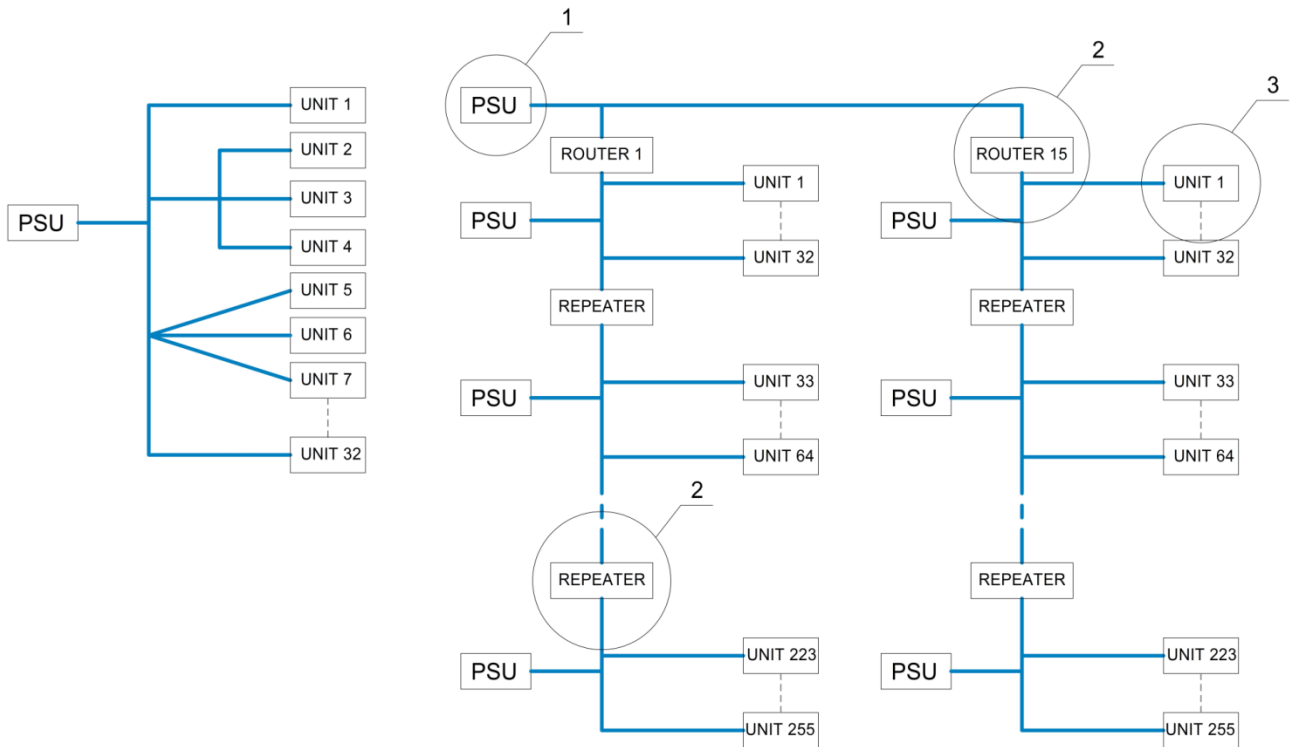 PSU
UNIT 1
UNIT 2
UNIT 3
UNIT 4
UNIT 5
UNIT 6
UNIT 7
UNIT 32
1
PSU
ROUTER 1
UNIT 1
PSU
UNIT 32
REPEATER
UNIT 33
PSU
UNIT 64
2
REPEATER
UNIT 223
PSU
UNIT 255
2
3
ROUTER 15
UNIT 1
PSU
UNIT 32
REPEATER
UNIT 33
PSU
UNIT 64
REPEATER
UNIT 223
PSU
UNIT 255